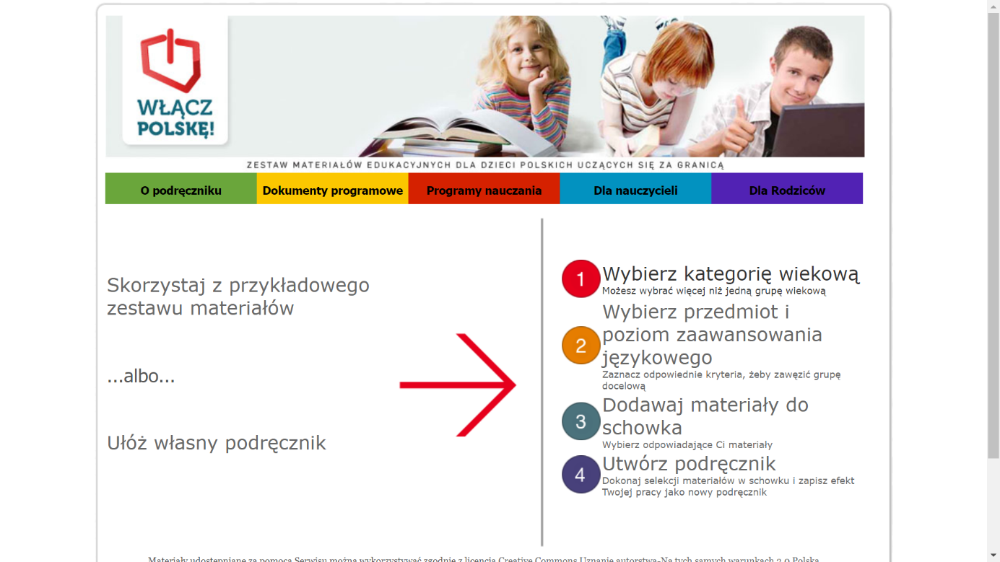 WŁĄCZ
POLSKĘ!
ZESTAW MATERIAŁÓW EDUKACYJNYCH DLA DZIECI POLSKICH UCZĄCYCH SIĘ ZA GRANICĄ
O podręczniku
Dokumenty programowe
Programy nauczania
Dla nauczycieli
Dla Rodziców
Skorzystaj z przykładowego
zestawu materiałów
...albo...
Ułóż własny podręcznik
1
Wybierz kategorię wiekową
Możesz wybrać więcej niż jedną grupę wiekową
2
Wybierz przedmiot i
poziom zaawansowania
językowego
Zaznacz odpowiednie kryteria, żeby zawęzić grupę
docelową
3
Dodawaj materiały do
schowka
Wybierz odpowiadające Ci materiały
4
Utwórz podręcznik
Dokonaj selekcji materiałów w schowku i zapisz efekt
Twojej pracy jako nowy podręcznik
Materiały udostępniane za pomocą Serwisu można wykorzystywać zgodnie z licencją Creative Commons Uznanie autorstwa-Na tych samych warunkach 3.0 Polska